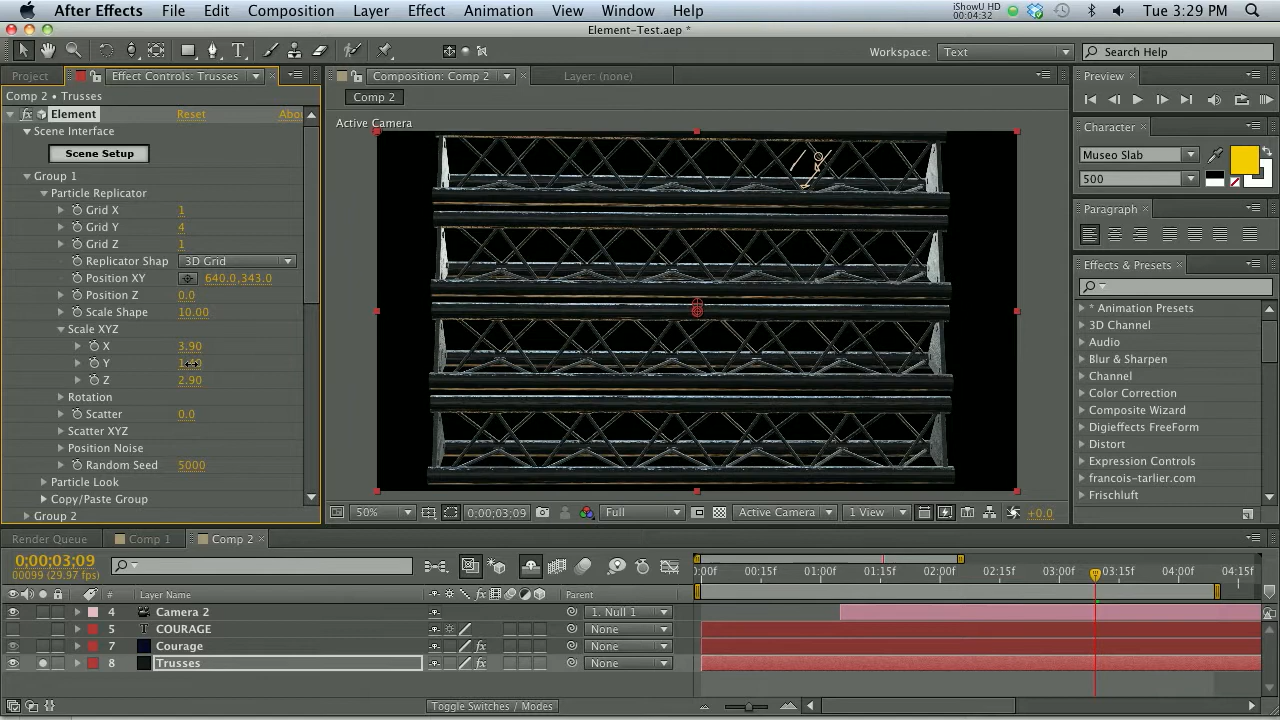 After Effects File Edit Composition Layer Effect Animation View Window Help
iShowU HD
00:04:32
Tue 3:29 PM
Element-Test.aep *
Workspace: Text
Search Help
Project
Effect Controls: Trusses
Composition: Comp 2
Layer: (none)
Preview
Comp 2 • Trusses
Comp 2
Element Reset Abo
Active Camera
Scene Interface
Scene Setup
Group 1
Particle Replicator
Grid X 1
Grid Y 4
Grid Z 1
Replicator Shap 3D Grid
Position XY 640.0,343.0
Position Z 0.0
Scale Shape 10.00
Scale XYZ
X 3.90
Y
Z 2.90
Rotation
Scatter 0.0
Scatter XYZ
Position Noise
Random Seed 5000
Particle Look
Copy/Paste Group
Group 2
Character
Museo Slab
500
Paragraph
Effects & Presets
* Animation Presets
3D Channel
Audio
Blur & Sharpen
Channel
Color Correction
Composite Wizard
Digieffects FreeForm
Distort
Expression Controls
francois-tarlier.com
Frischluft
50% 0;00;03;09 Full Active Camera 1 View +0.0
Render Queue Comp 1 Comp 2
0;00;03;09
00099 (29.97 fps)
:00f 00:15f 01:00f 01:15f 02:00f 02:15f 03:00f 03:15f 04:00f 04:15f
# Layer Name Parent
4 Camera 2 1. Null 1
5 T COURAGE None
7 Courage fx None
8 Trusses fx None
Toggle Switches / Modes